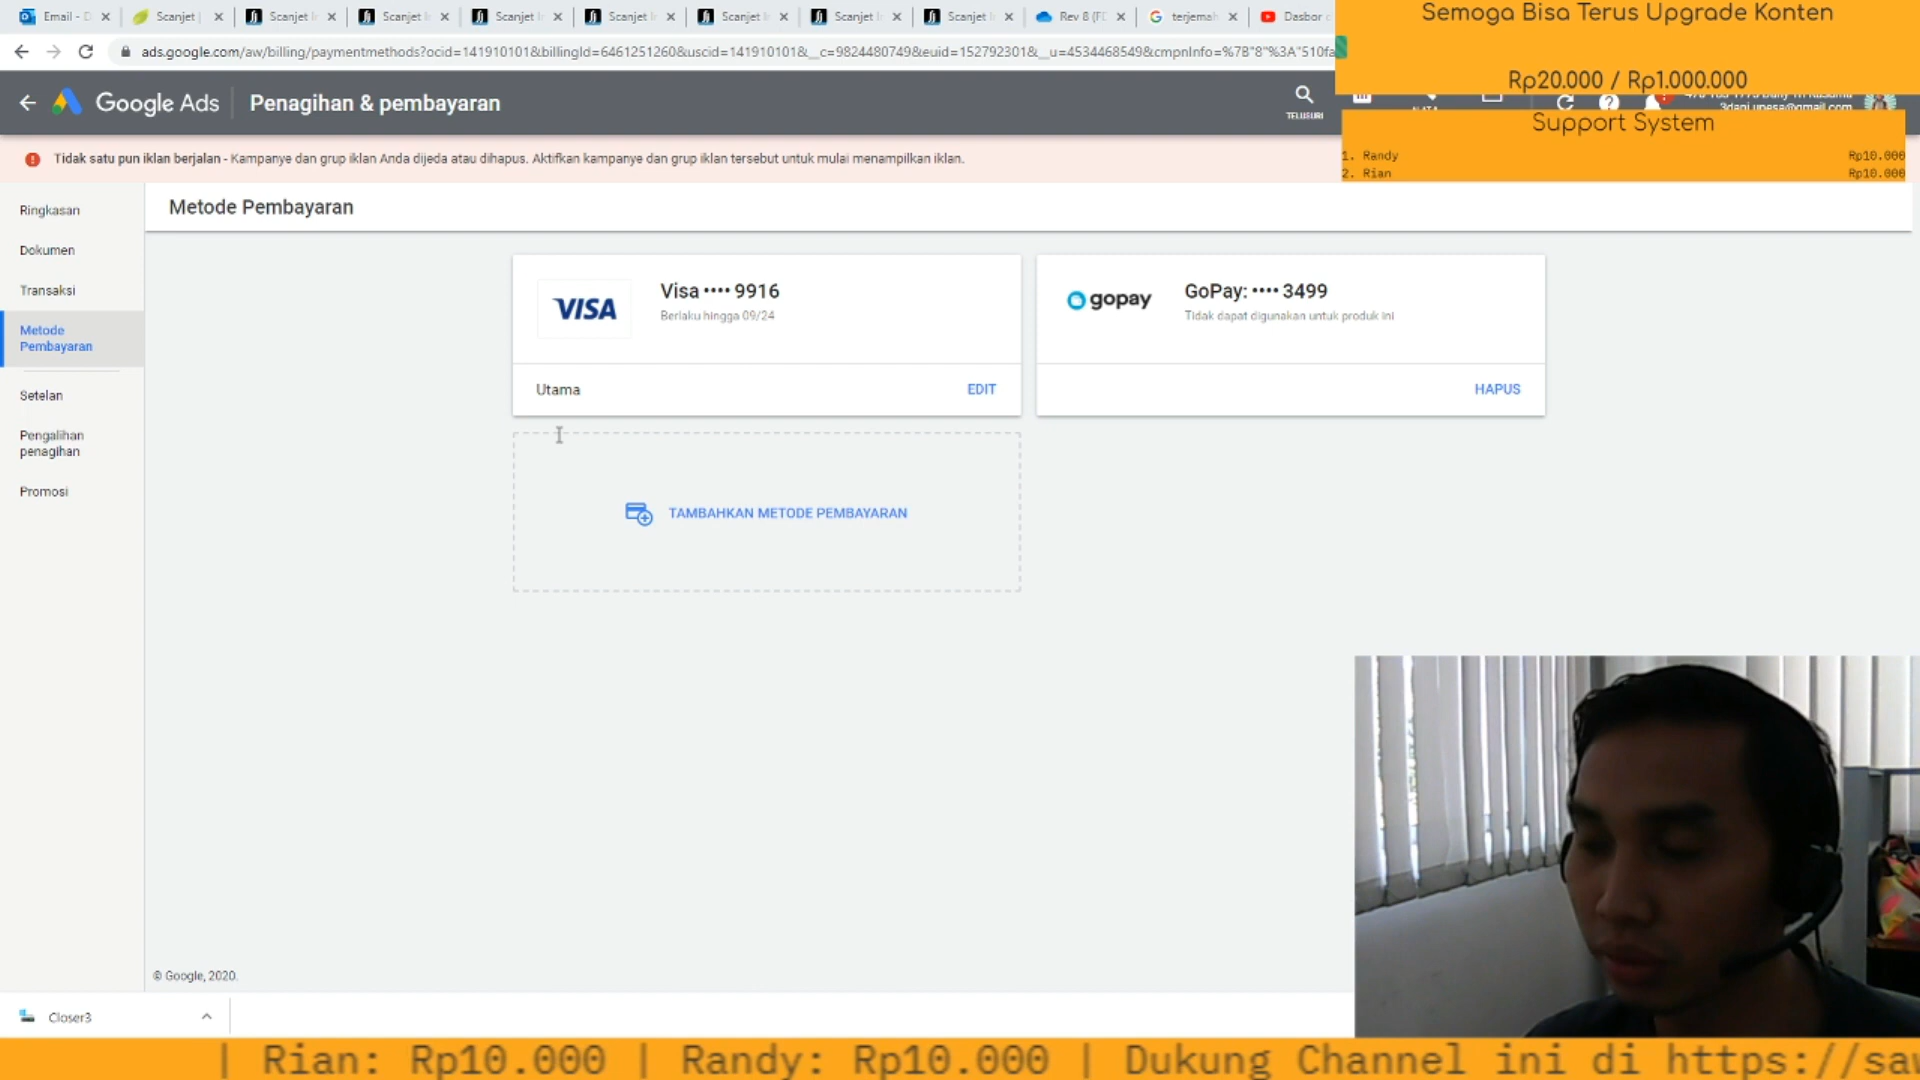 Email - D
Scanjet
Scanjet I
Scanjet I
Scanjet I
Scanjet I
Scanjet I
Scanjet I
Scanjet I
Rev 8 (F
terjemah
Dasbor
Semoga Bisa Terus Upgrade Konten
ads.google.com/aw/billing/paymentmethods?ocid=141910101&billingId=6461251260&uscid=141910101&__c=9824480749&euid=152792301&__u=4534468549&cmpnInfo=%7B"8"%3A"510fa
Rp20.000 / Rp1.000.000
Google Ads
Penagihan & pembayaran
TELUSURI
3dani.upesa@gmail.com
Support System
Tidak satu pun iklan berjalan - Kampanye dan grup iklan Anda dijeda atau dihapus. Aktifkan kampanye dan grup iklan tersebut untuk mulai menampilkan iklan.
1. Randy Rp10.000
2. Rian Rp10.000
Ringkasan
Dokumen
Transaksi
Metode
Pembayaran
Setelan
Pengalihan
penagihan
Promosi
Metode Pembayaran
VISA
Visa •••• 9916
Berlaku hingga 09/24
Utama
EDIT
gopay
GoPay: •••• 3499
Tidak dapat digunakan untuk produk ini
HAPUS
TAMBAHKAN METODE PEMBAYARAN
© Google, 2020.
Closer3
| Rian: Rp10.000 | Randy: Rp10.000 | Dukung Channel ini di https://saw